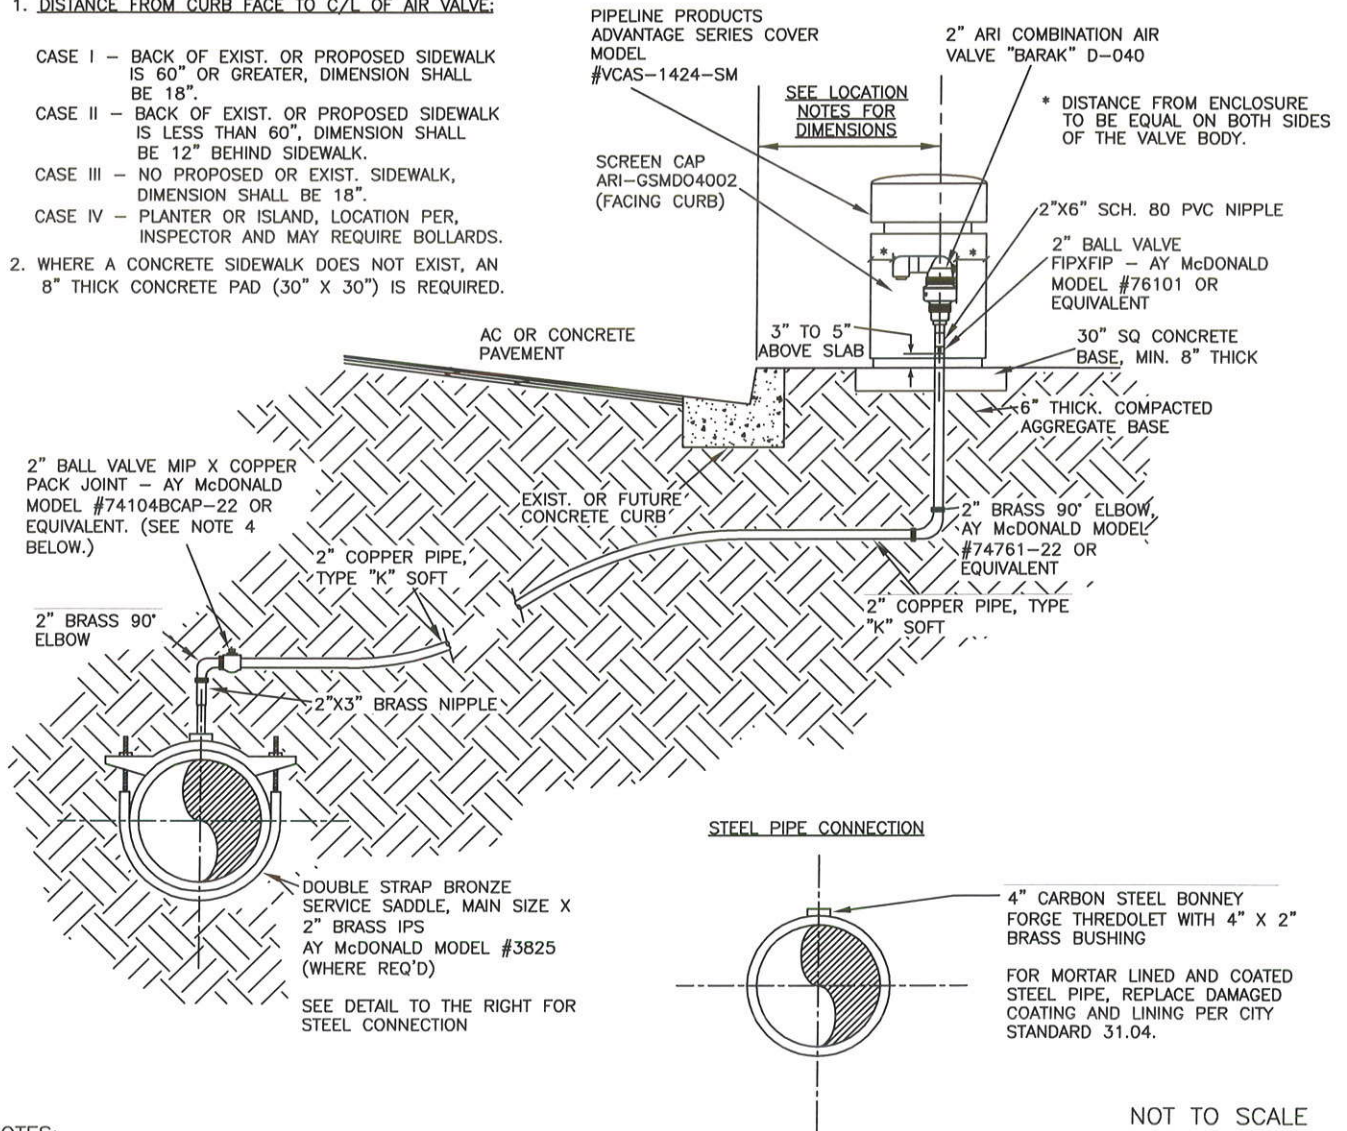 1. DISTANCE FROM CURB FACE TO C/L OF AIR VALVE:
CASE I – BACK OF EXIST. OR PROPOSED SIDEWALK
IS 60" OR GREATER, DIMENSION SHALL
BE 18".
CASE II – BACK OF EXIST. OR PROPOSED SIDEWALK
IS LESS THAN 60", DIMENSION SHALL
BE 12" BEHIND SIDEWALK.
CASE III – NO PROPOSED OR EXIST. SIDEWALK,
DIMENSION SHALL BE 18".
CASE IV – PLANTER OR ISLAND, LOCATION PER,
INSPECTOR AND MAY REQUIRE BOLLARDS.
2. WHERE A CONCRETE SIDEWALK DOES NOT EXIST, AN
8" THICK CONCRETE PAD (30" X 30") IS REQUIRED.
PIPELINE PRODUCTS
ADVANTAGE SERIES COVER
MODEL
#VCAS-1424-SM
2" ARI COMBINATION AIR
VALVE "BARAK" D-040
SEE LOCATION
NOTES FOR
DIMENSIONS
* DISTANCE FROM ENCLOSURE
TO BE EQUAL ON BOTH SIDES
OF THE VALVE BODY.
SCREEN CAP
ARI-GSMDO4002
(FACING CURB)
2"X6" SCH. 80 PVC NIPPLE
* *
2" BALL VALVE
FIPXFIP – AY McDONALD
MODEL #76101 OR
EQUIVALENT
AC OR CONCRETE
PAVEMENT
3" TO 5"
ABOVE SLAB
30" SQ CONCRETE
BASE, MIN. 8" THICK
6" THICK. COMPACTED
AGGREGATE BASE
2" BALL VALVE MIP X COPPER
PACK JOINT – AY McDONALD
MODEL #74104BCAP-22 OR
EQUIVALENT. (SEE NOTE 4
BELOW.)
EXIST. OR FUTURE
CONCRETE CURB
2" BRASS 90° ELBOW,
AY McDONALD MODEL
#74761-22 OR
EQUIVALENT
2" COPPER PIPE,
TYPE "K" SOFT
2" COPPER PIPE, TYPE
"K" SOFT
2" BRASS 90°
ELBOW
2"X3" BRASS NIPPLE
STEEL PIPE CONNECTION
DOUBLE STRAP BRONZE
SERVICE SADDLE, MAIN SIZE X
2" BRASS IPS
AY McDONALD MODEL #3825
(WHERE REQ'D)
SEE DETAIL TO THE RIGHT FOR
STEEL CONNECTION
4" CARBON STEEL BONNEY
FORGE THREDOLET WITH 4" X 2"
BRASS BUSHING
FOR MORTAR LINED AND COATED
STEEL PIPE, REPLACE DAMAGED
COATING AND LINING PER CITY
STANDARD 31.04.
NOT TO SCALE